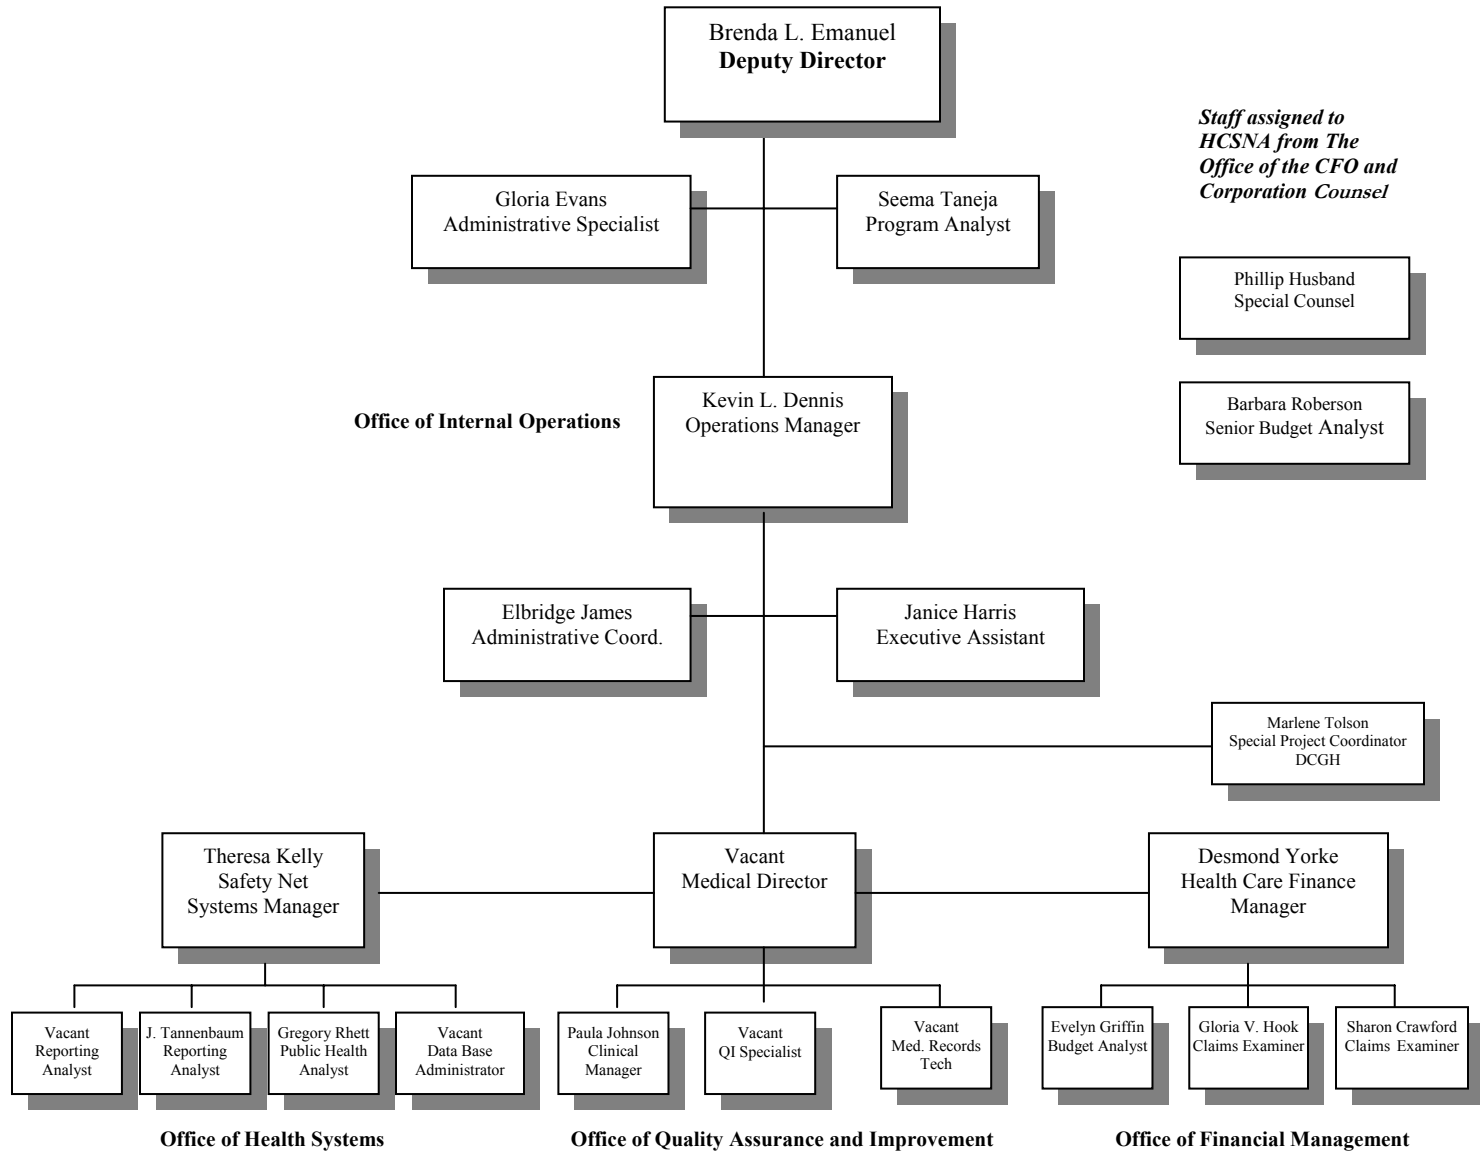 Brenda L. Emanuel
Deputy Director
Staff assigned to
HCSNA from The
Office of the CFO and
Corporation Counsel
Gloria Evans
Administrative Specialist
Seema Taneja
Program Analyst
Phillip Husband
Special Counsel
Office of Internal Operations
Kevin L. Dennis
Operations Manager
Barbara Roberson
Senior Budget Analyst
Elbridge James
Administrative Coord.
Janice Harris
Executive Assistant
Marlene Tolson
Special Project Coordinator
DCGH
Theresa Kelly
Safety Net
Systems Manager
Vacant
Medical Director
Desmond Yorke
Health Care Finance
Manager
Vacant
Reporting
Analyst
J. Tannenbaum
Reporting
Analyst
Gregory Rhett
Public Health
Analyst
Vacant
Data Base
Administrator
Paula Johnson
Clinical
Manager
Vacant
QI Specialist
Vacant
Med. Records
Tech
Evelyn Griffin
Budget Analyst
Gloria V. Hook
Claims Examiner
Sharon Crawford
Claims Examiner
Office of Health Systems
Office of Quality Assurance and Improvement
Office of Financial Management